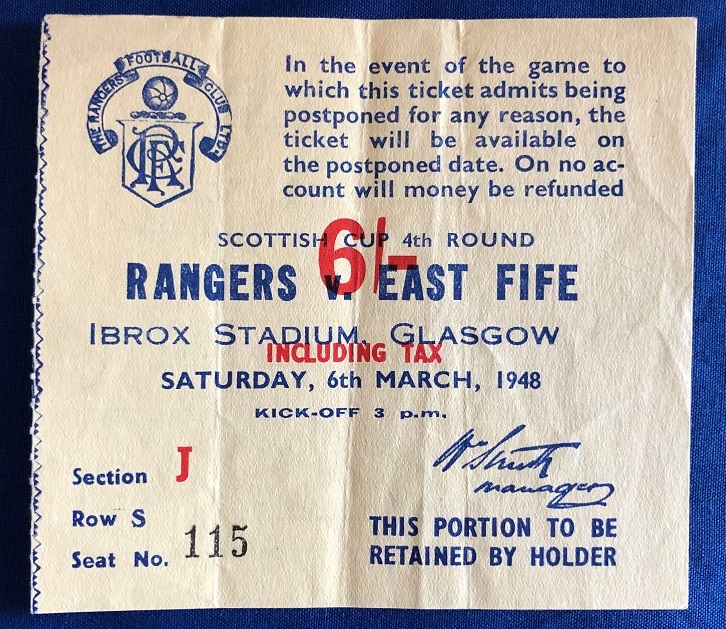 THE RANGERS FOOTBALL CLUB LTD.
RFC
In the event of the game to
which this ticket admits being
postponed for any reason, the
ticket will be available on
the postponed date. On no ac-
count will money be refunded
SCOTTISH CUP 4th ROUND
6/-
RANGERS v. EAST FIFE
IBROX STADIUM, GLASGOW
INCLUDING TAX
SATURDAY, 6th MARCH, 1948
KICK-OFF 3 p.m.
Wm Struth
manager
Section J
Row S
Seat No. 115
THIS PORTION TO BE
RETAINED BY HOLDER